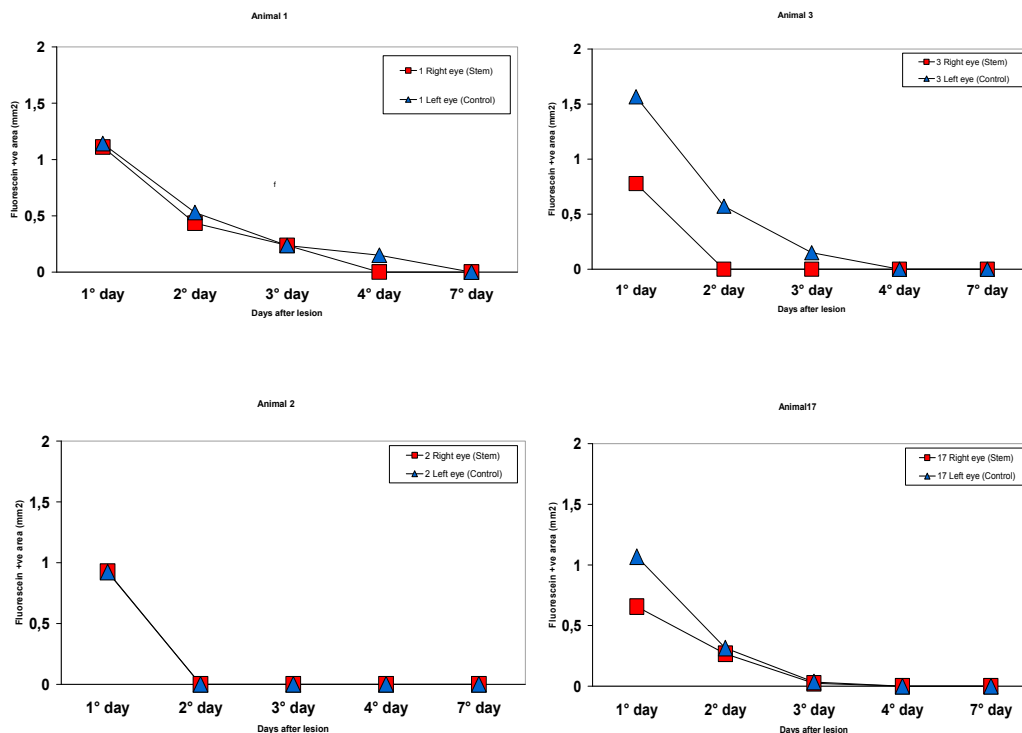 Animal 1
2
1,5
1
0,5
0
Fluorescein +ve area (mm2)
1 Right eye (Stem)
1 Left eye (Control)
f
1° day
2° day
3° day
4° day
7° day
Days after lesion
Animal 3
2
1,5
1
0,5
0
Fluorescein +ve area (mm2)
3 Right eye (Stem)
3 Left eye (Control)
1° day
2° day
3° day
4° day
7° day
Days after lesion
Animal 2
2
1,5
1
0,5
0
Fluorescein +ve area (mm2)
2 Right eye (Stem)
2 Left eye (Control)
1° day
2° day
3° day
4° day
7° day
Days after lesion
Animal17
2
1,5
1
0,5
0
Fluorescein +ve area (mm2)
17 Right eye (Stem)
17 Left eye (Control)
1° day
2° day
3° day
4° day
7° day
Days after lesion